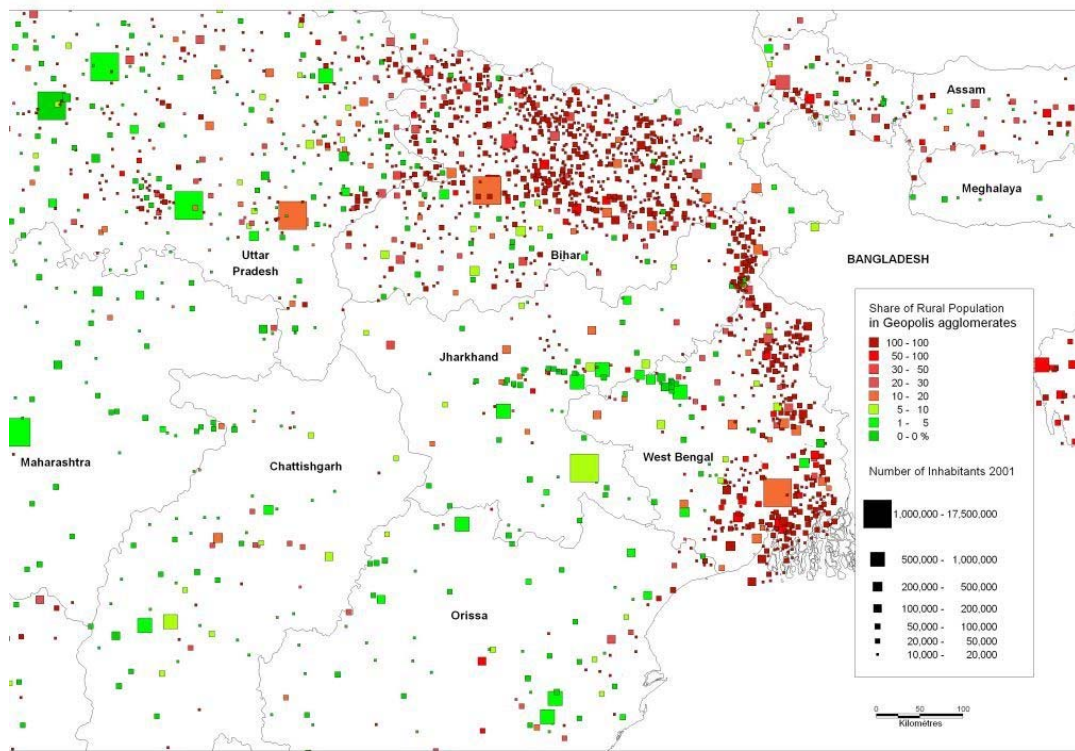 Assam
Meghalaya
Uttar
Pradesh
Bihar
BANGLADESH
Share of Rural Population
in Geopolis agglomerates
100 - 100
50 - 100
30 - 50
20 - 30
10 - 20
5 - 10
1 - 5
0 - 0 %
Jharkhand
Maharashtra
Chattishgarh
West Bengal
Number of Inhabitants 2001
1,000,000 - 17,500,000
500,000 - 1,000,000
200,000 - 500,000
100,000 - 200,000
50,000 - 100,000
20,000 - 50,000
10,000 - 20,000
Orissa
0 50 100
Kilomètres